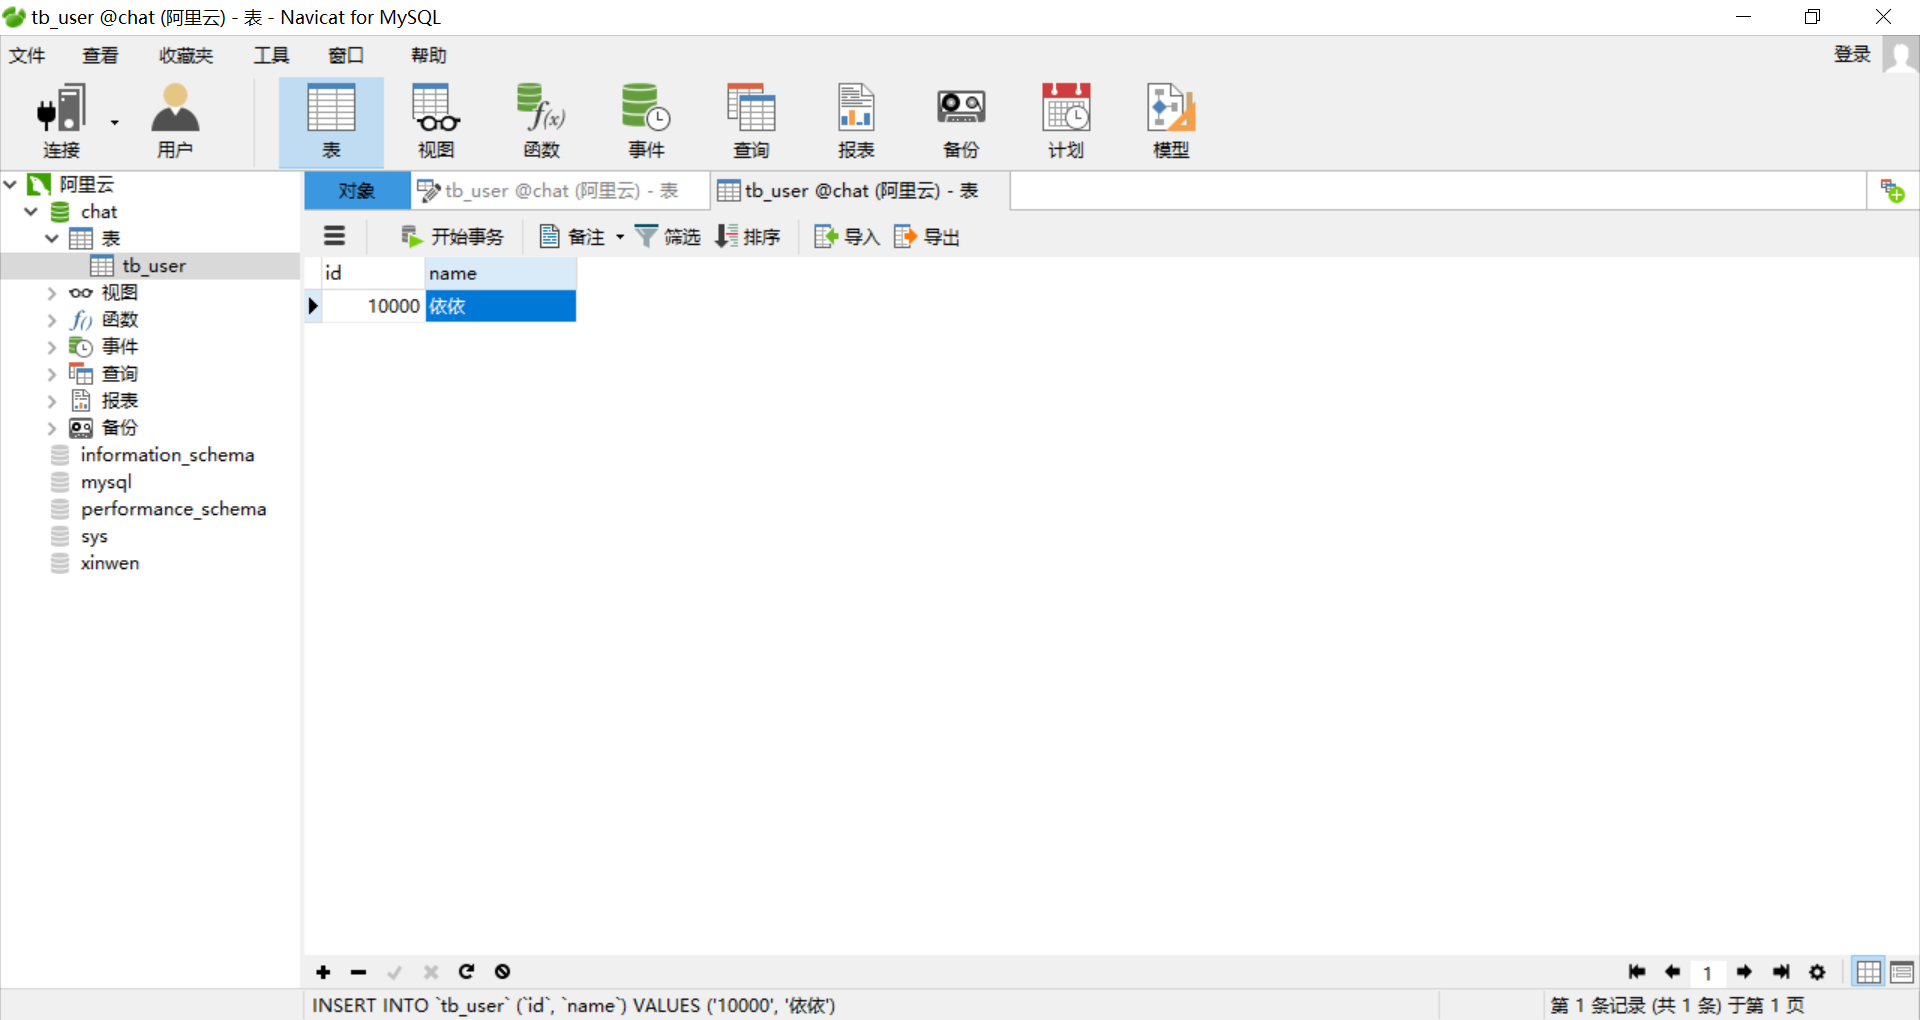 tb_user @chat (阿里云) - 表 - Navicat for MySQL
文件 查看 收藏夹 工具 窗口 帮助 登录
连接 用户 表 视图 函数 事件 查询 报表 备份 计划 模型
阿里云
chat
表
tb_user
视图
函数
事件
查询
报表
备份
information_schema
mysql
performance_schema
sys
xinwen
对象 tb_user @chat (阿里云) - 表 tb_user @chat (阿里云) - 表
开始事务 备注 筛选 排序 导入 导出
id name
10000 依依
1
INSERT INTO `tb_user` (`id`, `name`) VALUES ('10000', '依依')
第 1 条记录 (共 1 条) 于第 1 页